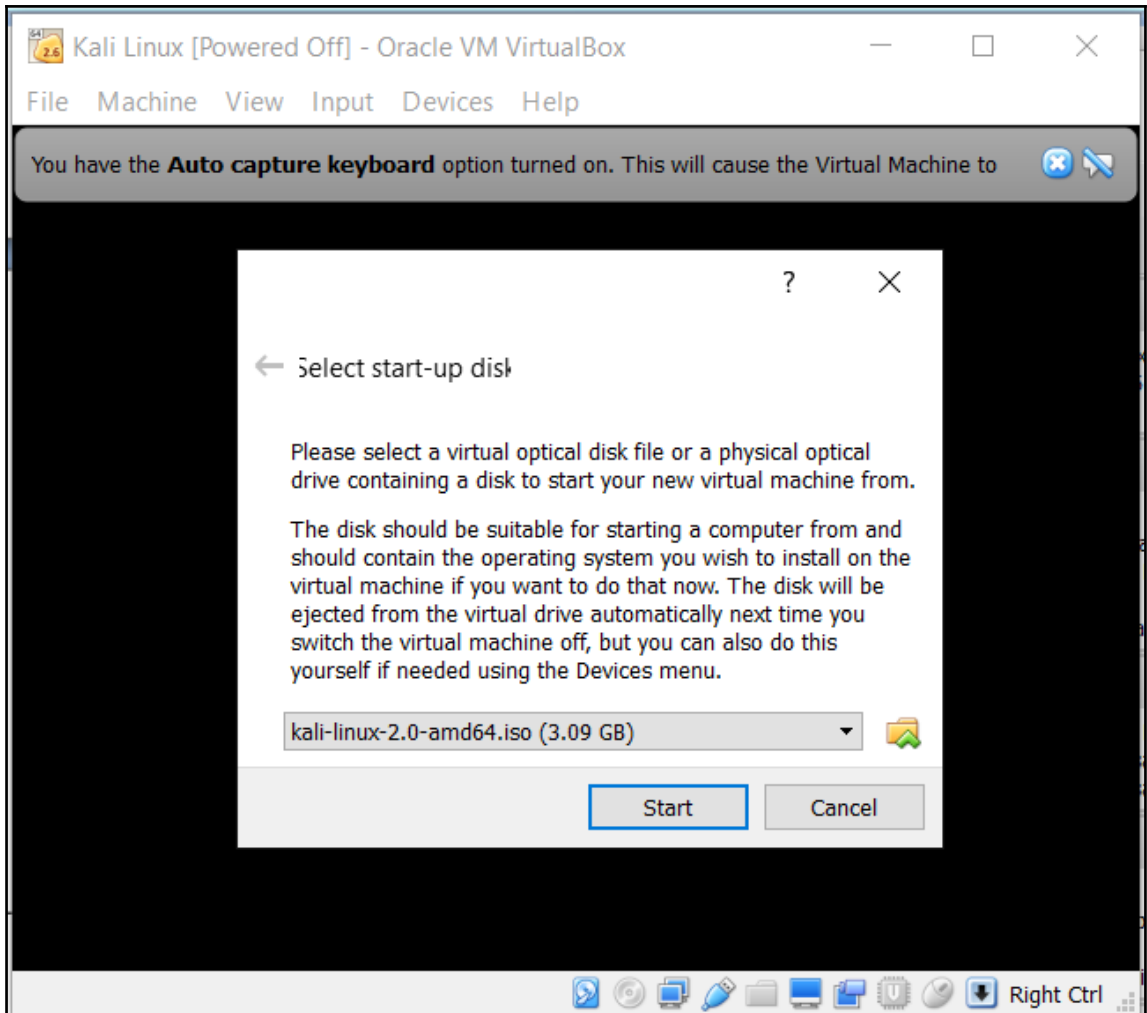 64
2.6
Kali Linux [Powered Off] - Oracle VM VirtualBox
File Machine View Input Devices Help
You have the Auto capture keyboard option turned on. This will cause the Virtual Machine to
?
Select start-up disk
Please select a virtual optical disk file or a physical optical
drive containing a disk to start your new virtual machine from.
The disk should be suitable for starting a computer from and
should contain the operating system you wish to install on the
virtual machine if you want to do that now. The disk will be
ejected from the virtual drive automatically next time you
switch the virtual machine off, but you can also do this
yourself if needed using the Devices menu.
kali-linux-2.0-amd64.iso (3.09 GB)
Start Cancel
Right Ctrl